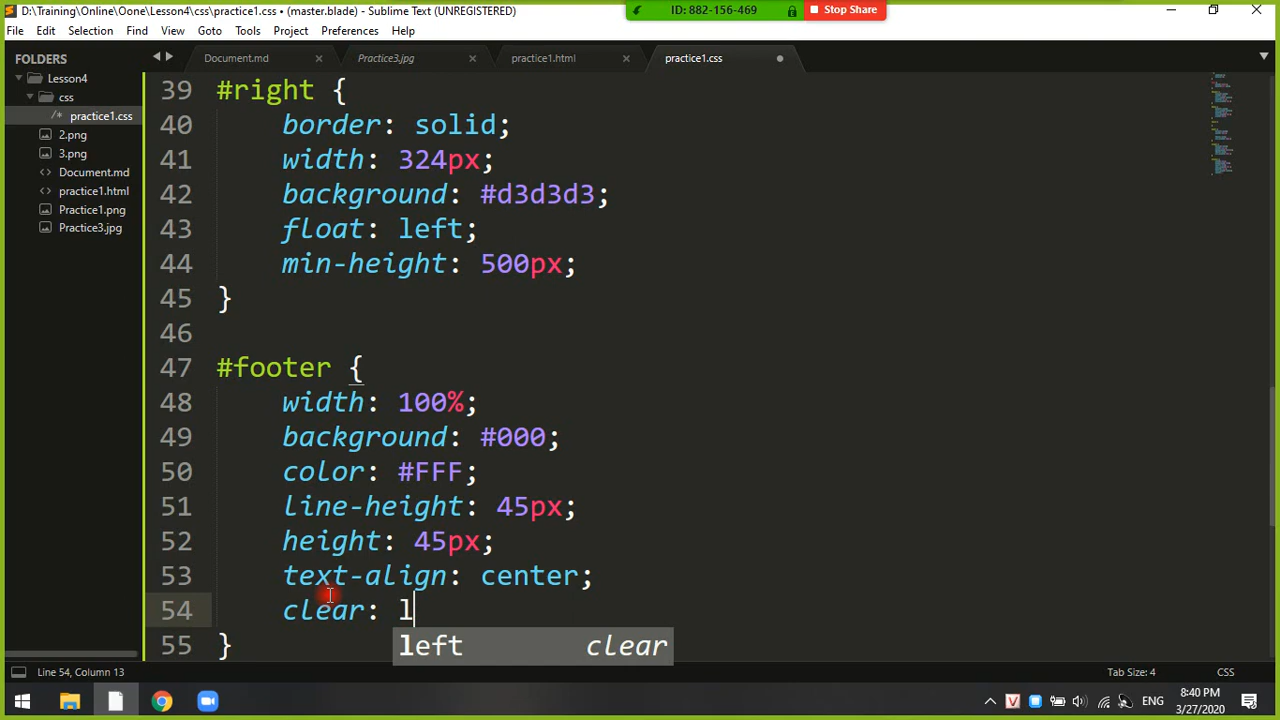 D:\Training\Online\Oone\Lesson4\css\practice1.css • (master.blade) - Sublime Text (UNREGISTERED)
ID: 882-156-469
Stop Share
File Edit Selection Find View Goto Tools Project Preferences Help
FOLDERS
Lesson4
css
/* practice1.css
2.png
3.png
<> Document.md
<> practice1.html
Practice1.png
Practice3.jpg
Document.md Practice3.jpg practice1.html practice1.css
39 #right {
40 border: solid;
41 width: 324px;
42 background: #d3d3d3;
43 float: left;
44 min-height: 500px;
45 }
46
47 #footer {
48 width: 100%;
49 background: #000;
50 color: #FFF;
51 line-height: 45px;
52 height: 45px;
53 text-align: center;
54 clear: l
left clear
55 }
Line 54, Column 13
Tab Size: 4 CSS
ENG
8:40 PM
3/27/2020